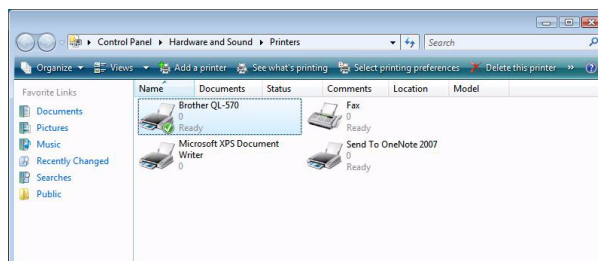 Control Panel ▸ Hardware and Sound ▸ Printers
Search
Organize Views Add a printer See what's printing Select printing preferences Delete this printer »
Favorite Links
Documents
Pictures
Music
Recently Changed
Searches
Public
Name Documents Status Comments Location Model
Brother QL-570
0
Ready
Fax
0
Ready
Microsoft XPS Document
Writer
0
Send To OneNote 2007
0
Ready